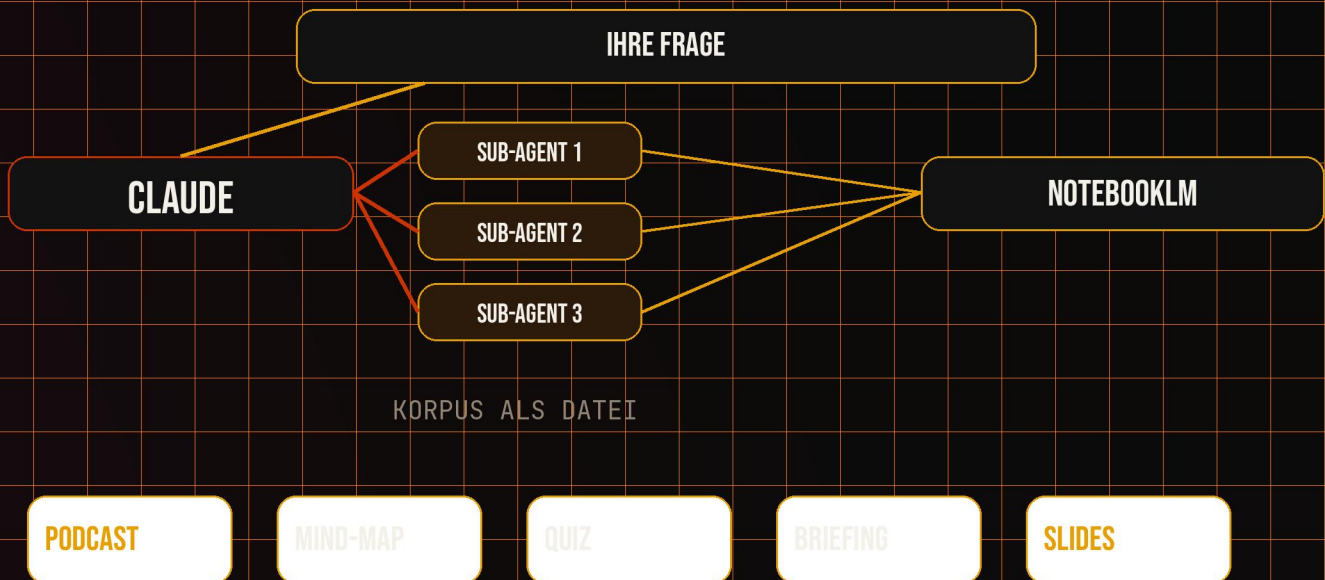 IHRE FRAGE
SUB-AGENT 1
CLAUDE
NOTEBOOKLM
SUB-AGENT 2
SUB-AGENT 3
KORPUS ALS DATEI
PODCAST
MIND-MAP
QUIZ
BRIEFING
SLIDES